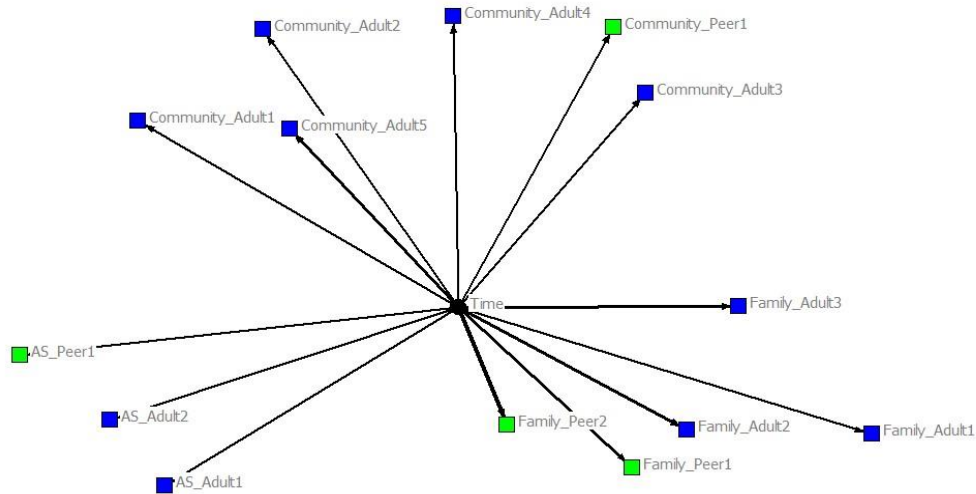 Community_Adult4
Community_Peer1
Community_Adult2
Community_Adult3
Community_Adult1
Community_Adult5
Time
Family_Adult3
AS_Peer1
AS_Adult2
Family_Peer2
Family_Adult2
Family_Adult1
Family_Peer1
AS_Adult1